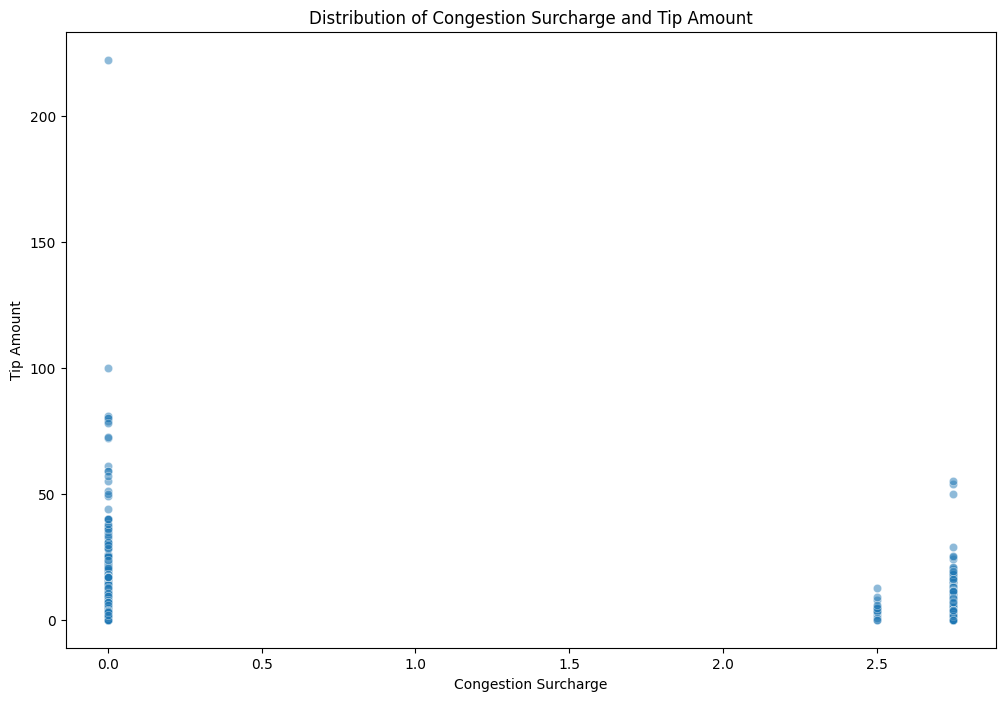 Distribution of Congestion Surcharge and Tip Amount
200
150
100
50
0
Tip Amount
0.0 0.5 1.0 1.5 2.0 2.5
Congestion Surcharge